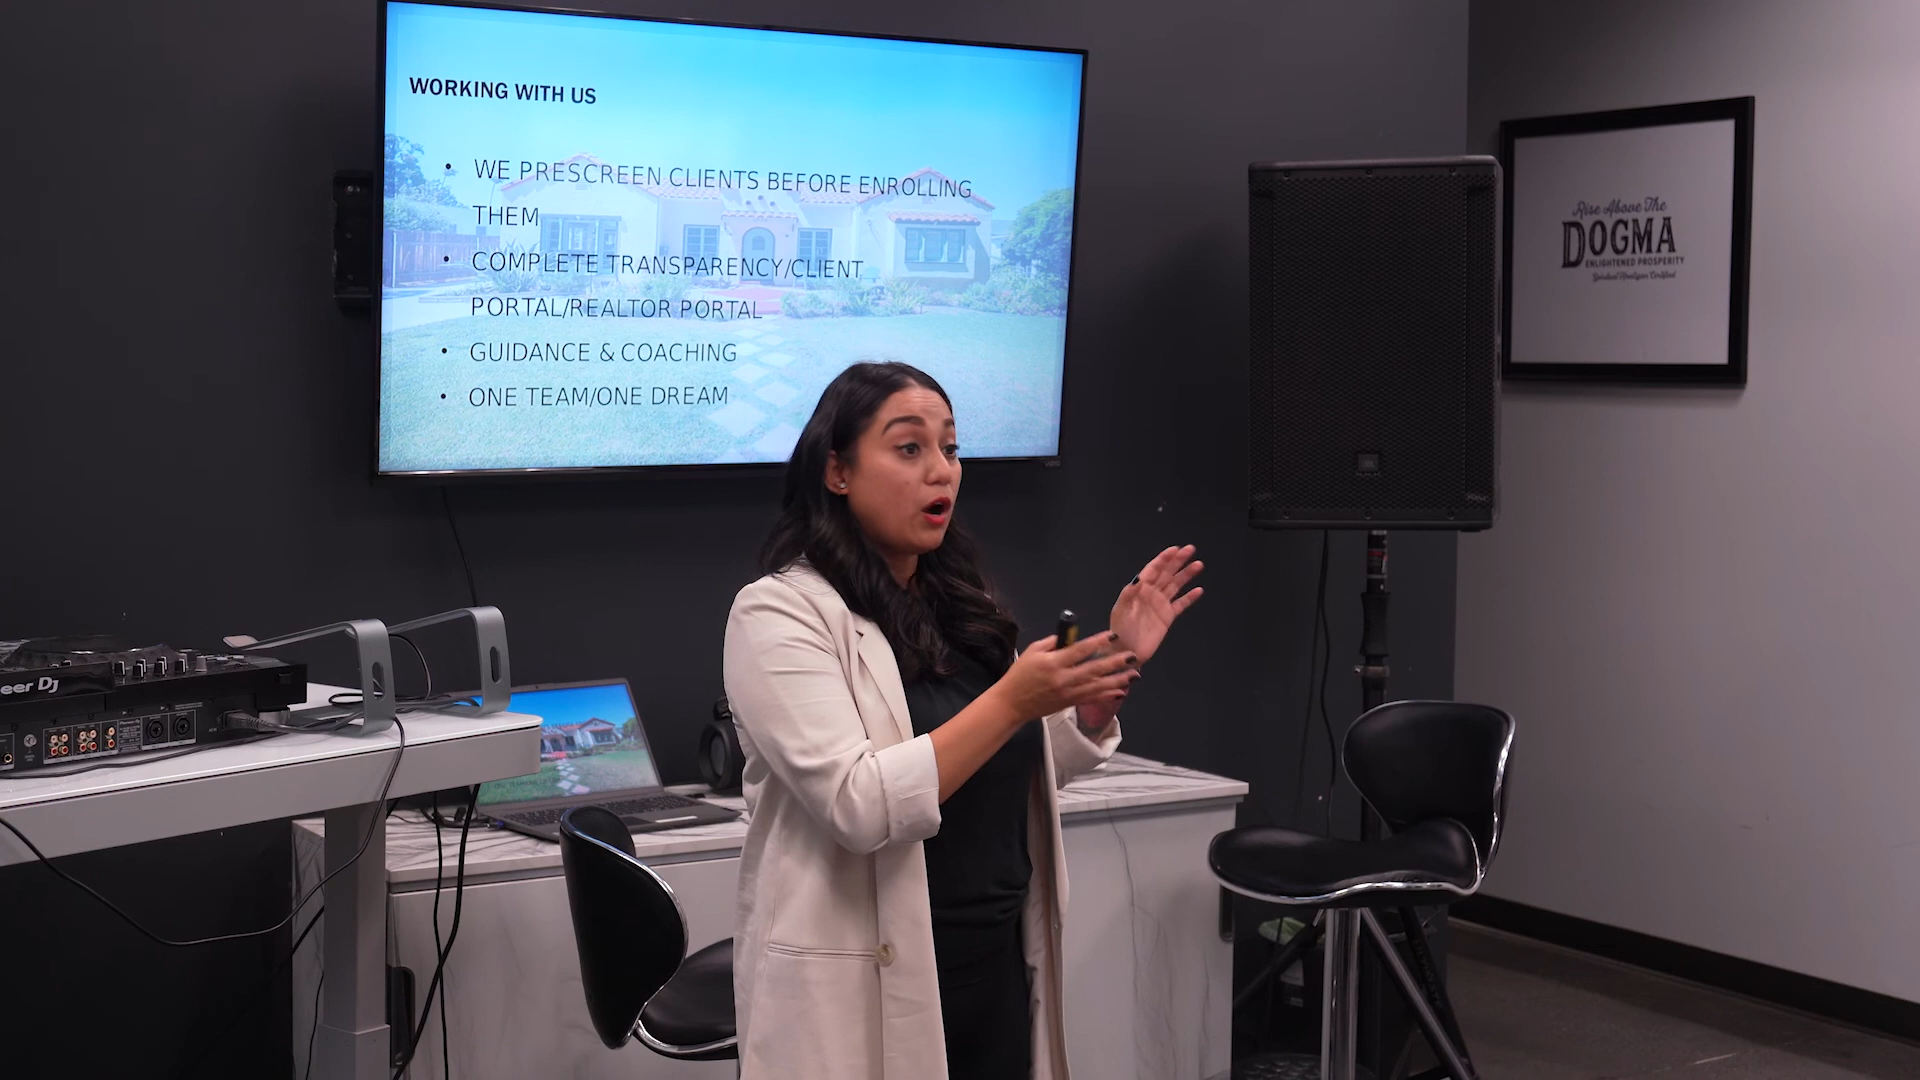 WORKING WITH US
• WE PRESCREEN CLIENTS BEFORE ENROLLING
THEM
• COMPLETE TRANSPARENCY/CLIENT
PORTAL/REALTOR PORTAL
• GUIDANCE & COACHING
• ONE TEAM/ONE DREAM
Rise Above The
DOGMA
ENLIGHTENED PROSPERITY
eer DJ
JBL